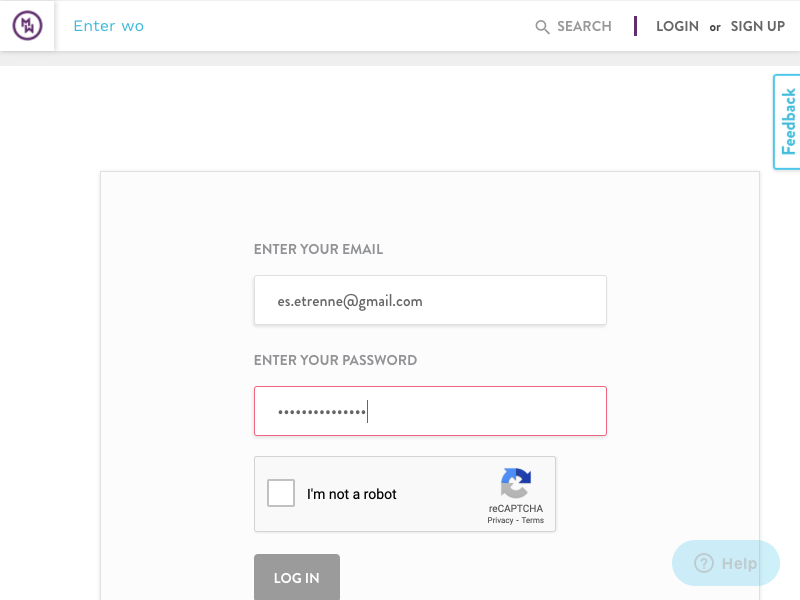 MW
Enter wo
SEARCH
LOGIN or SIGN UP
Feedback
ENTER YOUR EMAIL
es.etrenne@gmail.com
ENTER YOUR PASSWORD
•••••••••••••••
I'm not a robot
reCAPTCHA
Privacy - Terms
LOG IN
? Help